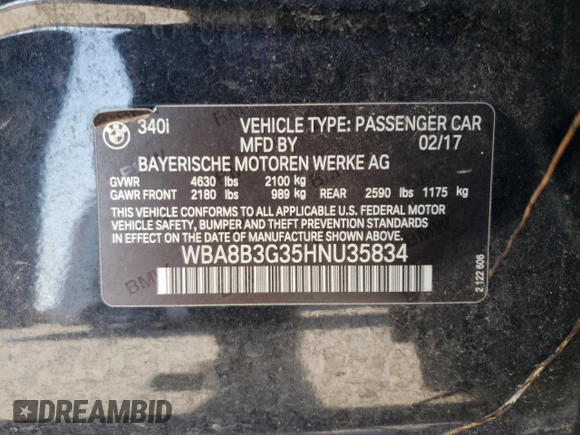 340i VEHICLE TYPE: PASSENGER CAR
MFD BY 02/17
BAYERISCHE MOTOREN WERKE AG
GVWR 4630 lbs 2100 kg
GAWR FRONT 2180 lbs 989 kg REAR 2590 lbs 1175 kg
THIS VEHICLE CONFORMS TO ALL APPLICABLE U.S. FEDERAL MOTOR
VEHICLE SAFETY, BUMPER, AND THEFT PREVENTION STANDARDS
IN EFFECT ON THE DATE OF MANUFACTURE SHOWN ABOVE.
WBA8B3G35HNU35834
2 122 606
DREAMBID